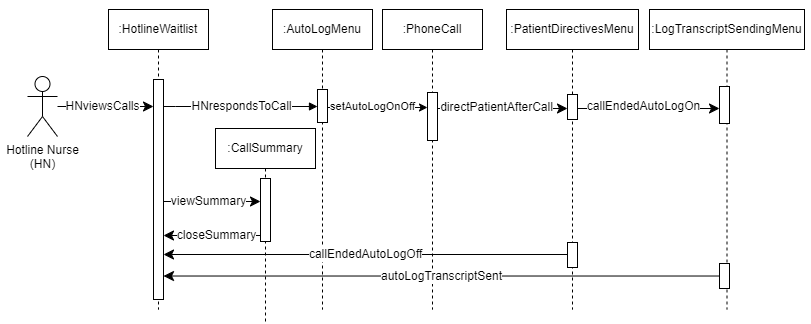 :HotlineWaitlist
:AutoLogMenu
:PhoneCall
:PatientDirectivesMenu
:LogTranscriptSendingMenu
HNviewsCalls
HNrespondsToCall
setAutoLogOnOff
directPatientAfterCall
callEndedAutoLogOn
Hotline Nurse
(HN)
:CallSummary
viewSummary
closeSummary
callEndedAutoLogOff
autoLogTranscriptSent